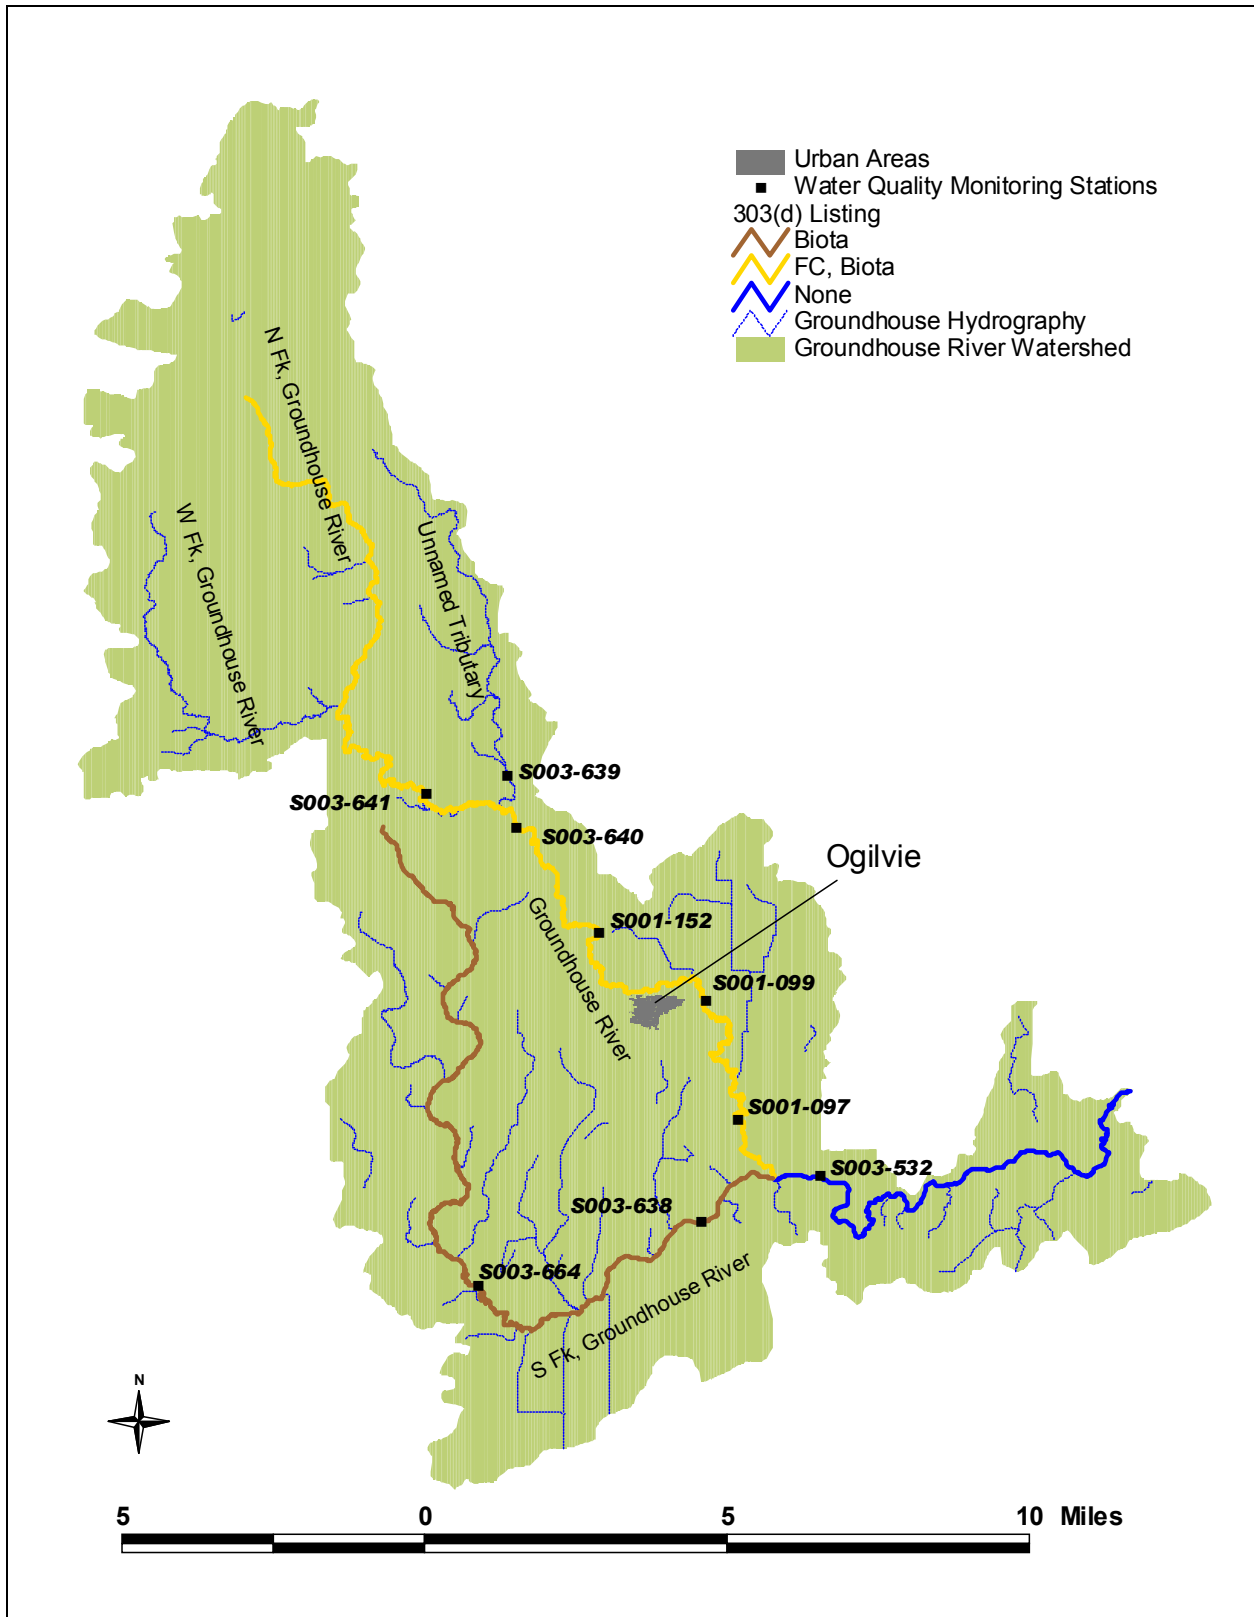 Urban Areas
Water Quality Monitoring Stations
303(d) Listing
Biota
FC, Biota
None
Groundhouse Hydrography
Groundhouse River Watershed
N Fk, Groundhouse River
W Fk, Groundhouse River
Unnamed Tributary
S003-639
S003-641
S003-640
Ogilvie
S001-152
Groundhouse River
S001-099
S001-097
S003-532
S003-638
S003-664
S Fk, Groundhouse River
N
5 0 5 10 Miles